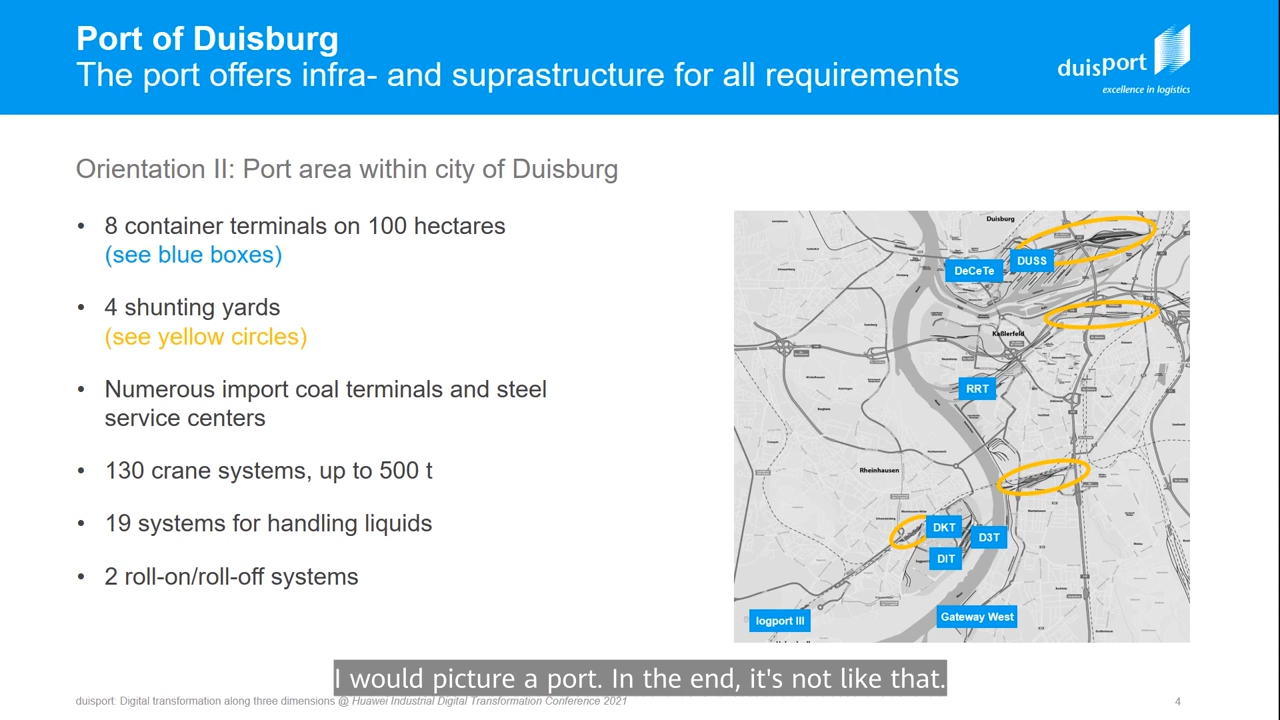 Port of Duisburg
The port offers infra- and suprastructure for all requirements
duisport
excellence in logistics
Orientation II: Port area within city of Duisburg
• 8 container terminals on 100 hectares
(see blue boxes)
• 4 shunting yards
(see yellow circles)
• Numerous import coal terminals and steel
service centers
• 130 crane systems, up to 500 t
• 19 systems for handling liquids
• 2 roll-on/roll-off systems
Duisburg
DUSS
DeCeTe
Kaßlerfeld
RRT
Rheinhausen
DKT
D3T
DIT
Gateway West
logport III
I would picture a port. In the end, it's not like that.
duisport: Digital transformation along three dimensions @ Huawei Industrial Digital Transformation Conference 2021
4